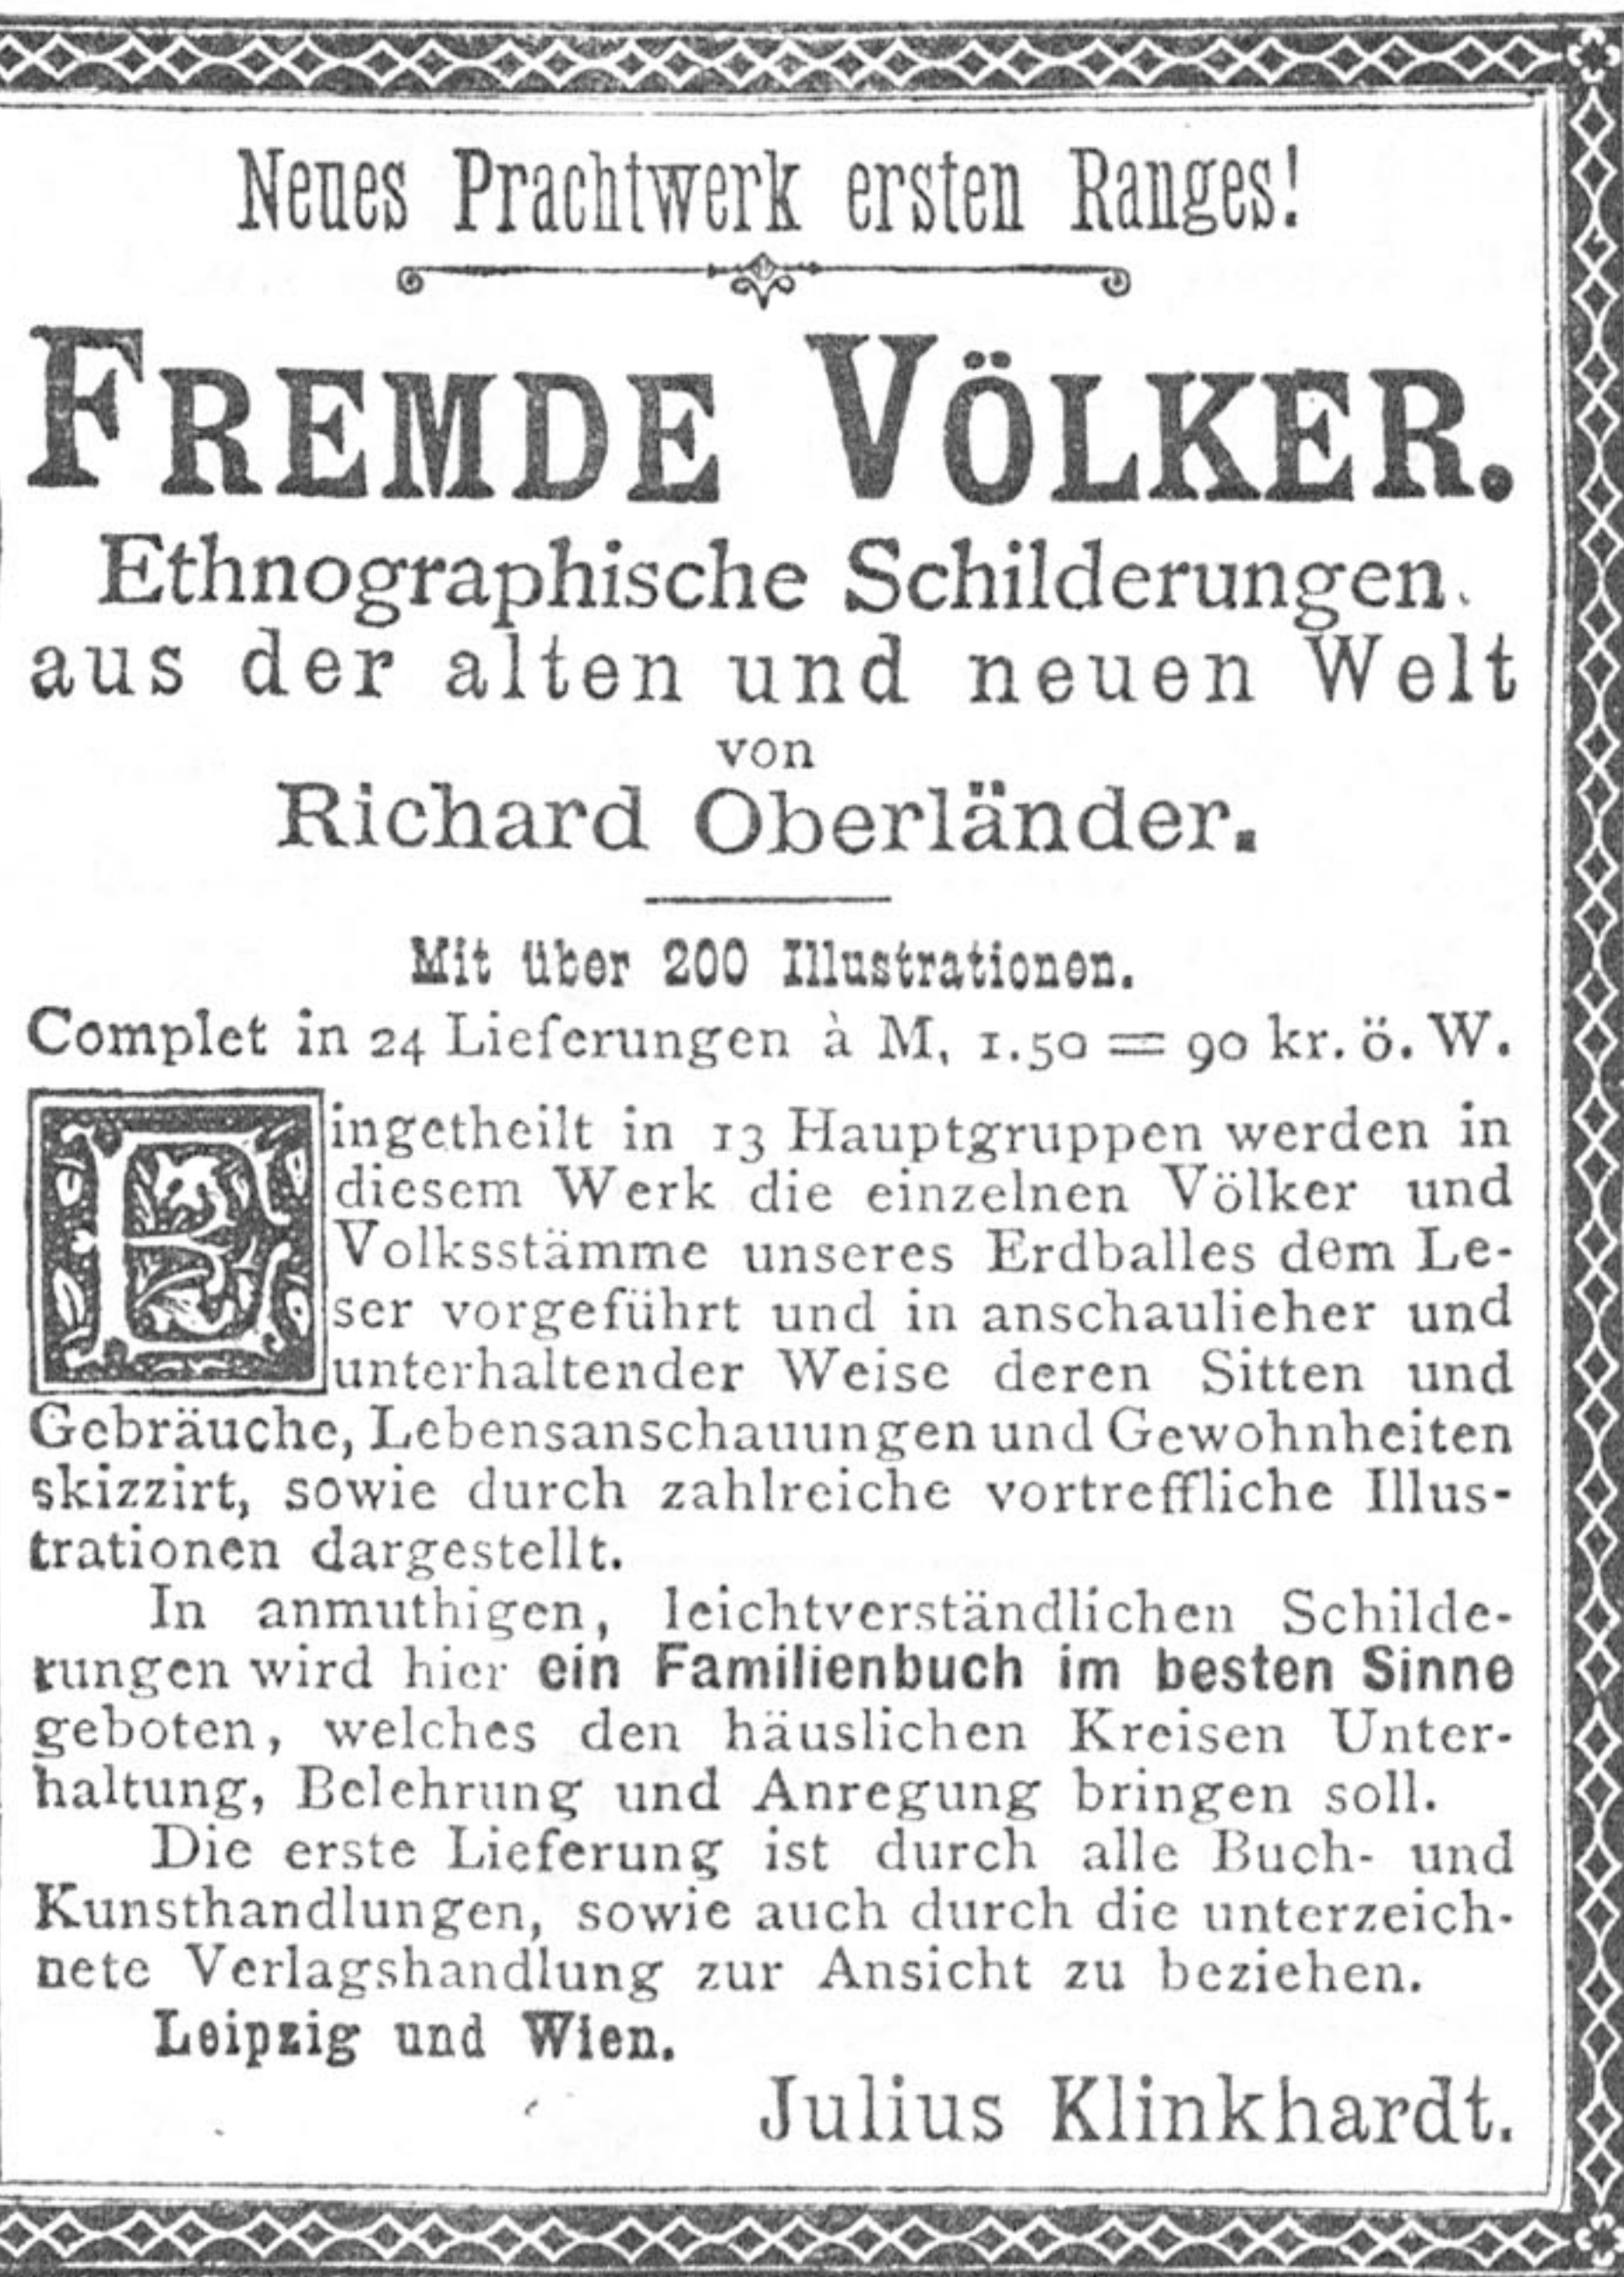 Neues Prachtwerk ersten Ranges!
FREMDE VÖLKER.
Ethnographische Schilderungen
aus der alten und neuen Welt
von
Richard Oberländer.
Mit über 200 Illustrationen.
Complet in 24 Lieferungen à M. 1.50 = 90 kr. ö. W.
Eingetheilt in 13 Hauptgruppen werden in
diesem Werk die einzelnen Völker und
Volksstämme unseres Erdballes dem Le-
ser vorgeführt und in anschaulieher und
unterhaltender Weise deren Sitten und
Gebräuche, Lebensanschauungen und Gewohnheiten
skizzirt, sowie durch zahlreiche vortreffliche Illus-
trationen dargestellt.
In anmuthigen, leichtverständlichen Schilde-
rungen wird hier ein Familienbuch im besten Sinne
geboten, welches den häuslichen Kreisen Unter-
haltung, Belehrung und Anregung bringen soll.
Die erste Lieferung ist durch alle Buch- und
Kunsthandlungen, sowie auch durch die unterzeich-
nete Verlagshandlung zur Ansicht zu beziehen.
Leipzig und Wien.
Julius Klinkhardt.